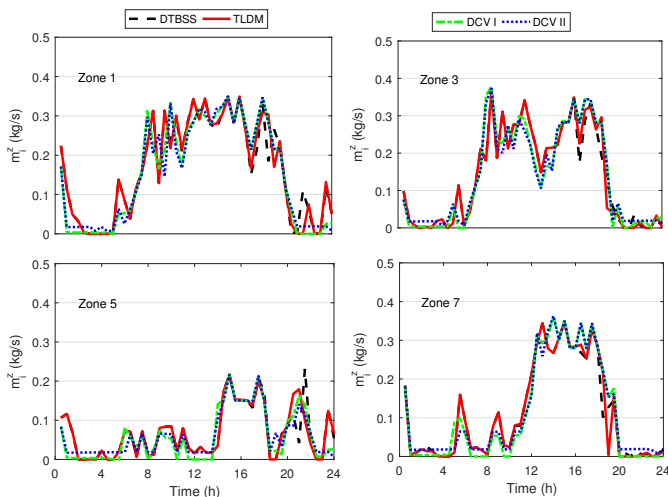 DTBSS TLDM
DCV I DCV II
0.5
0.4
0.3
0.2
0.1
0
m_i^z (kg/s)
Zone 1
0 4 8 12 16 20 24
0.5
0.4
0.3
0.2
0.1
0
m_i^z (kg/s)
Zone 3
0 4 8 12 16 20 24
0.5
0.4
0.3
0.2
0.1
0
m_i^z (kg/s)
Zone 5
0 4 8 12 16 20 24
Time (h)
0.5
0.4
0.3
0.2
0.1
0
m_i^z (kg/s)
Zone 7
0 4 8 12 16 20 24
Time (h)